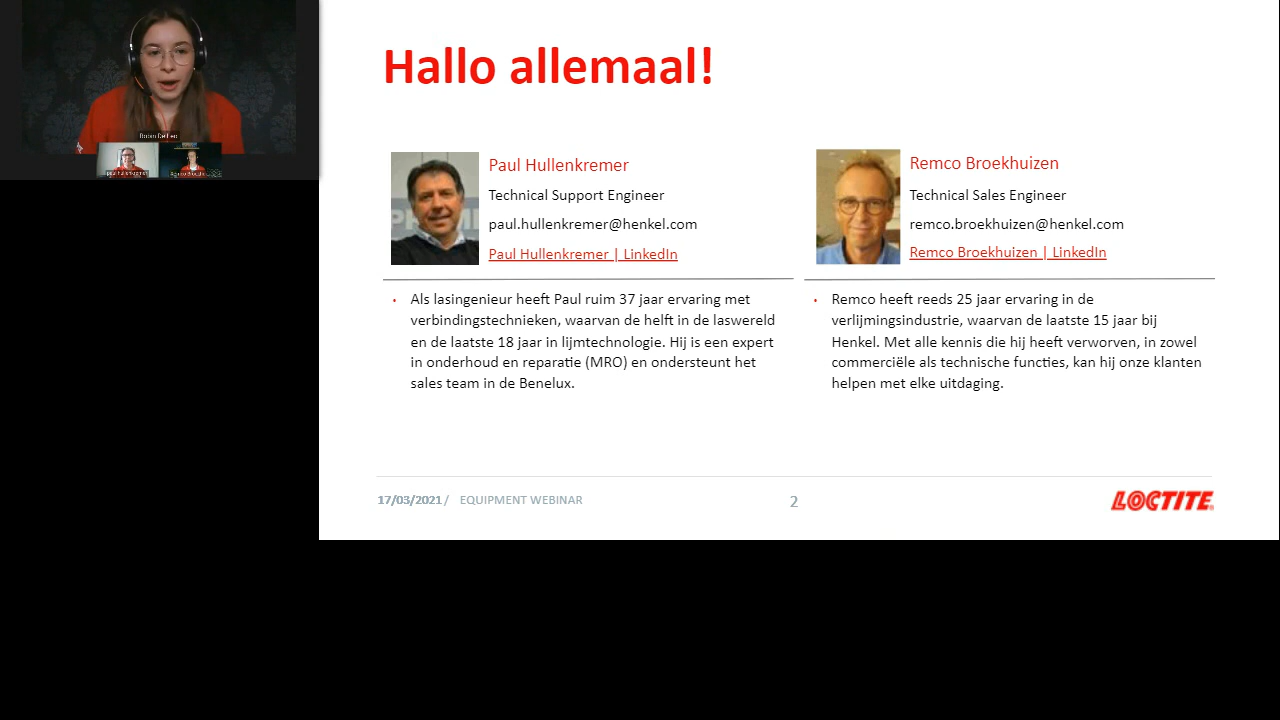 Hallo allemaal!
Paul Hullenkremer
Technical Support Engineer
paul.hullenkremer@henkel.com
Paul Hullenkremer | LinkedIn
• Als lasingenieur heeft Paul ruim 37 jaar ervaring met
verbindingstechnieken, waarvan de helft in de laswereld
en de laatste 18 jaar in lijmtechnologie. Hij is een expert
in onderhoud en reparatie (MRO) en ondersteunt het
sales team in de Benelux.
Remco Broekhuizen
Technical Sales Engineer
remco.broekhuizen@henkel.com
Remco Broekhuizen | LinkedIn
• Remco heeft reeds 25 jaar ervaring in de
verlijmingsindustrie, waarvan de laatste 15 jaar bij
Henkel. Met alle kennis die hij heeft verworven, in zowel
commerciële als technische functies, kan hij onze klanten
helpen met elke uitdaging.
17/03/2021 / EQUIPMENT WEBINAR
2
LOCTITE
paul hullenkremer